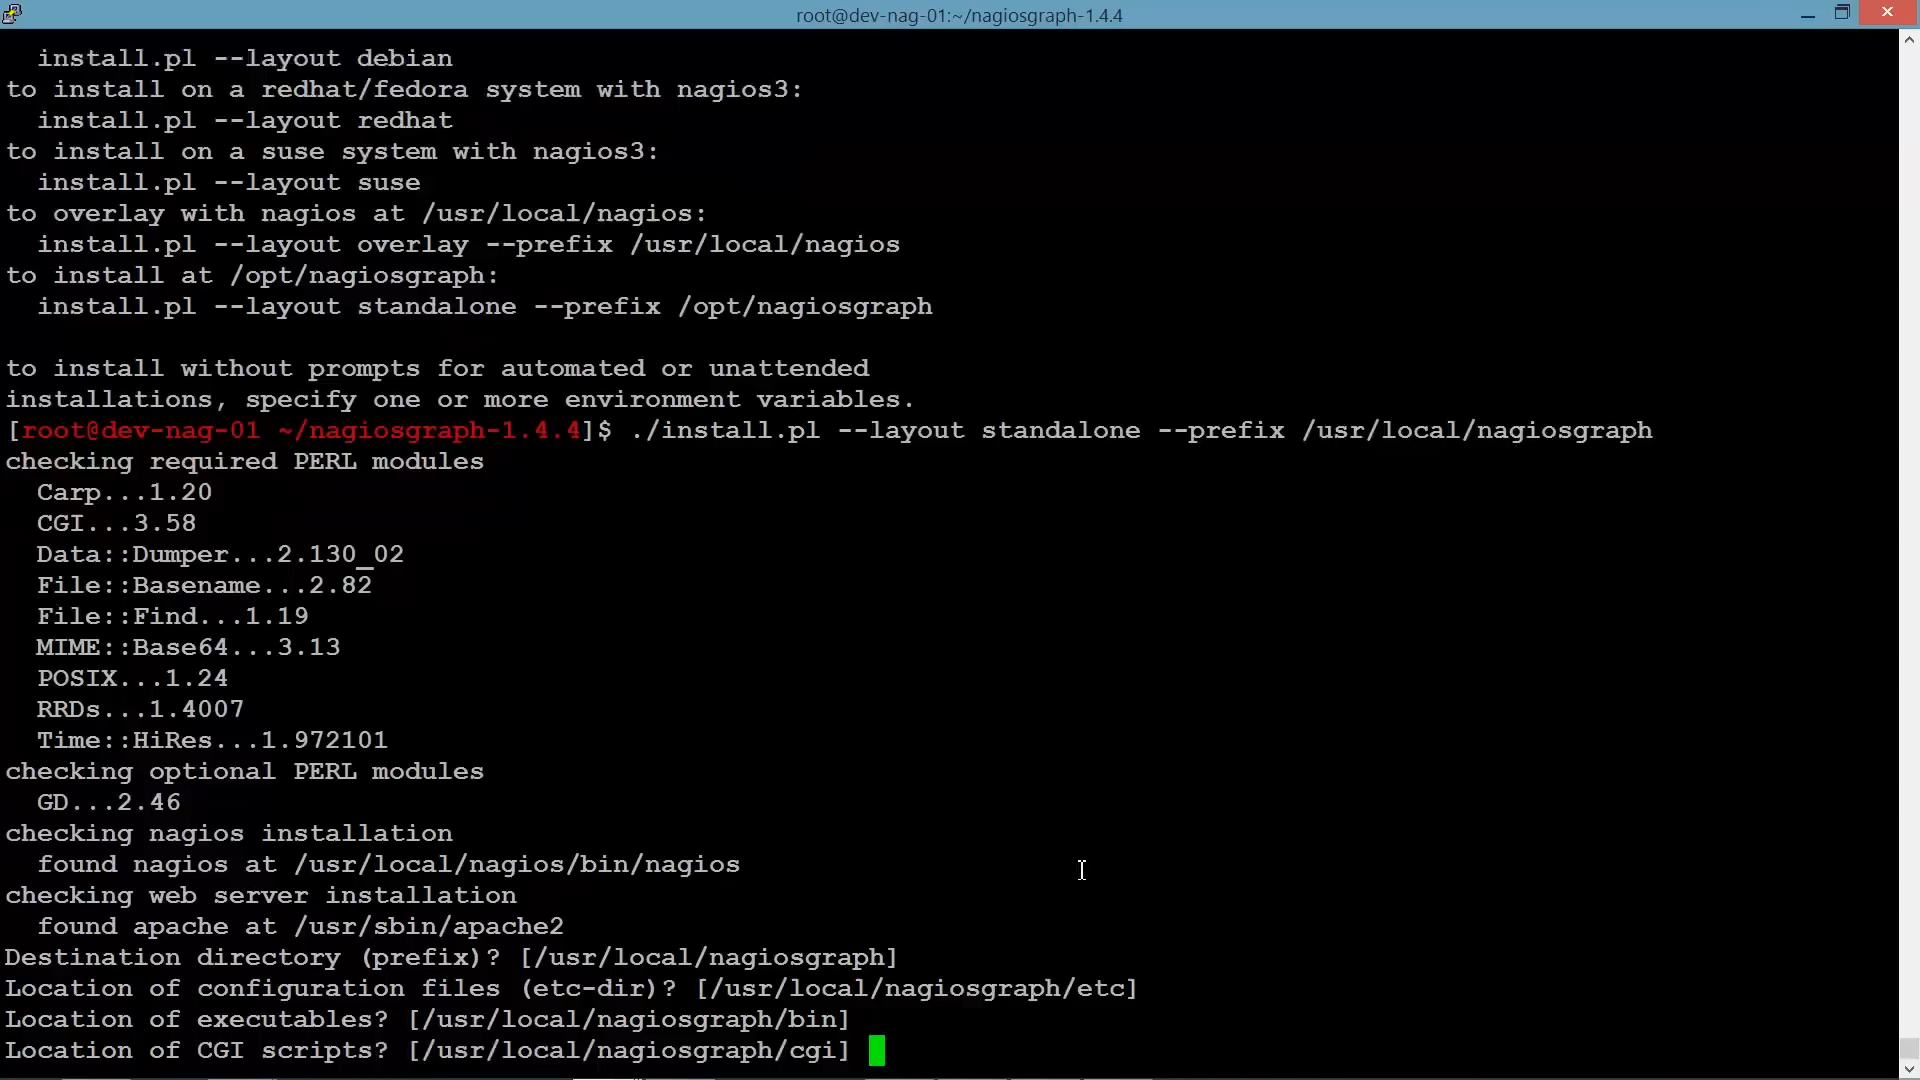 root@dev-nag-01:~/nagiosgraph-1.4.4
install.pl --layout debian
to install on a redhat/fedora system with nagios3:
install.pl --layout redhat
to install on a suse system with nagios3:
install.pl --layout suse
to overlay with nagios at /usr/local/nagios:
install.pl --layout overlay --prefix /usr/local/nagios
to install at /opt/nagiosgraph:
install.pl --layout standalone --prefix /opt/nagiosgraph
to install without prompts for automated or unattended
installations, specify one or more environment variables.
[root@dev-nag-01 ~/nagiosgraph-1.4.4]$ ./install.pl --layout standalone --prefix /usr/local/nagiosgraph
checking required PERL modules
Carp...1.20
CGI...3.58
Data::Dumper...2.130_02
File::Basename...2.82
File::Find...1.19
MIME::Base64...3.13
POSIX...1.24
RRDs...1.4007
Time::HiRes...1.972101
checking optional PERL modules
GD...2.46
checking nagios installation
found nagios at /usr/local/nagios/bin/nagios
checking web server installation
found apache at /usr/sbin/apache2
Destination directory (prefix)? [/usr/local/nagiosgraph]
Location of configuration files (etc-dir)? [/usr/local/nagiosgraph/etc]
Location of executables? [/usr/local/nagiosgraph/bin]
Location of CGI scripts? [/usr/local/nagiosgraph/cgi]